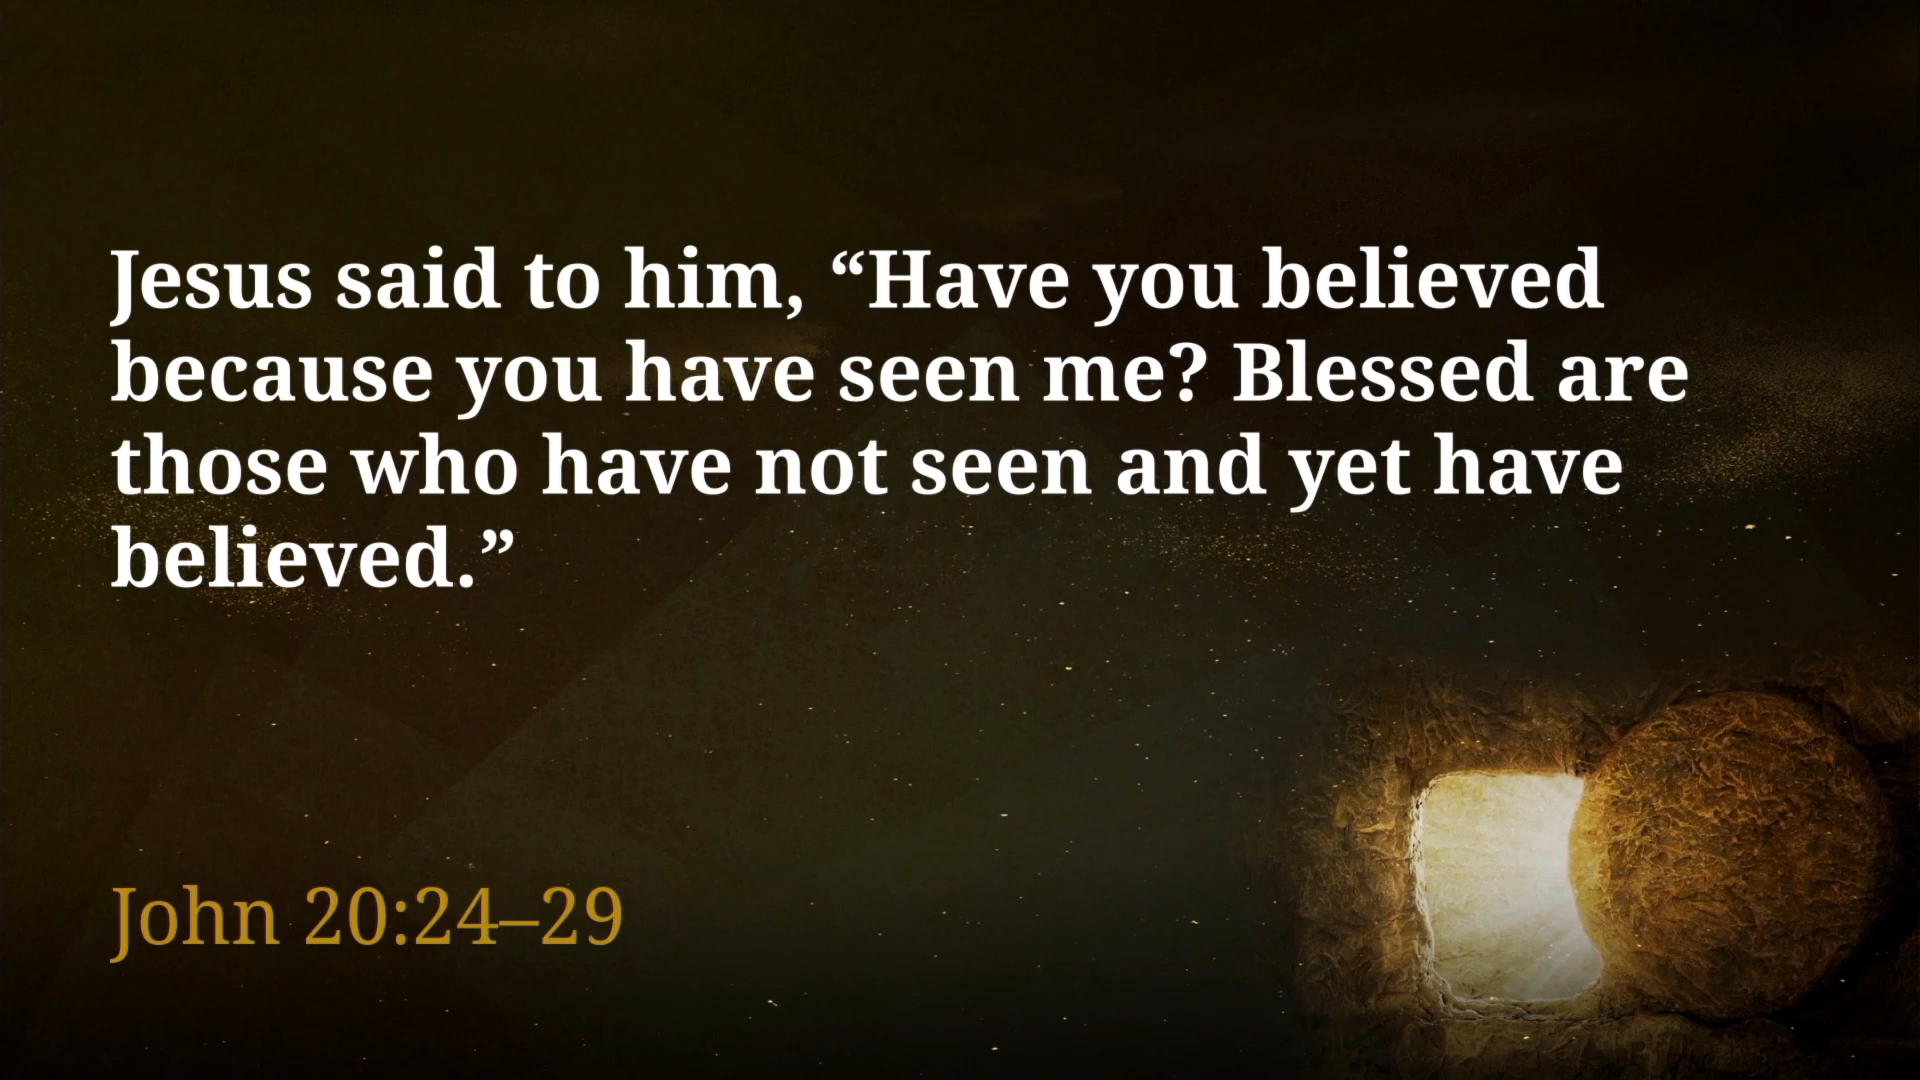 Jesus said to him, “Have you believed
because you have seen me? Blessed are
those who have not seen and yet have
believed.”
John 20:24–29